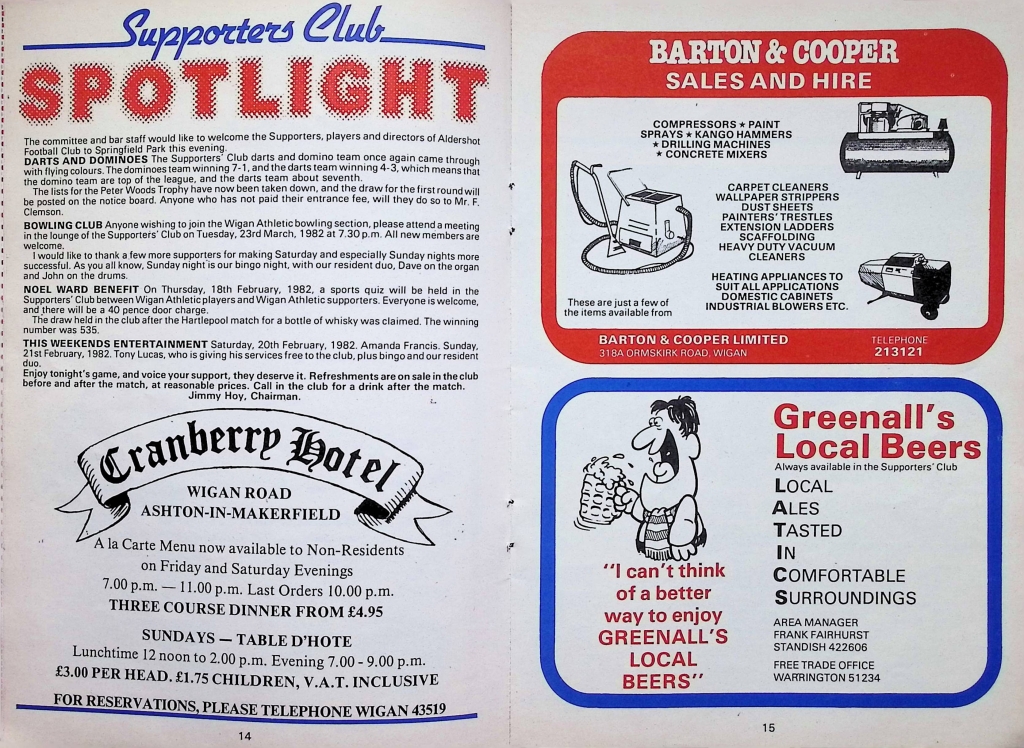 Supporters Club
SPOTLIGHT
The committee and bar staff would like to welcome the Supporters, players and directors of Aldershot
Football Club to Springfield Park this evening.
DARTS AND DOMINOES The Supporters' Club darts and domino team once again came through
with flying colours. The dominoes team winning 7-1, and the darts team winning 4-3, which means that
the domino team are top of the league, and the darts team about seventh.
The lists for the Peter Woods Trophy have now been taken down, and the draw for the first round will
be posted on the notice board. Anyone who has not paid their entrance fee, will they do so to Mr. F.
Clemson.
BOWLING CLUB Anyone wishing to join the Wigan Athletic bowling section, please attend a meeting
in the lounge of the Supporters' Club on Tuesday, 23rd March, 1982 at 7.30 p.m. All new members are
welcome.
I would like to thank a few more supporters for making Saturday and especially Sunday nights more
successful. As you all know, Sunday night is our bingo night, with our resident duo, Dave on the organ
and John on the drums.
NOEL WARD BENEFIT On Thursday, 18th February, 1982, a sports quiz will be held in the
Supporters' Club between Wigan Athletic players and Wigan Athletic supporters. Everyone is welcome,
and there will be a 40 pence door charge.
The draw held in the club after the Hartlepool match for a bottle of whisky was claimed. The winning
number was 535.
THIS WEEKENDS ENTERTAINMENT Saturday, 20th February, 1982. Amanda Francis. Sunday,
21st February, 1982. Tony Lucas, who is giving his services free to the club, plus bingo and our resident
duo.
Enjoy tonight's game, and voice your support, they deserve it. Refreshments are on sale in the club
before and after the match, at reasonable prices. Call in the club for a drink after the match.
Jimmy Hoy, Chairman.
Cranberry Hotel
WIGAN ROAD
ASHTON-IN-MAKERFIELD
A la Carte Menu now available to Non-Residents
on Friday and Saturday Evenings
7.00 p.m. — 11.00 p.m. Last Orders 10.00 p.m.
THREE COURSE DINNER FROM £4.95
SUNDAYS — TABLE D'HOTE
Lunchtime 12 noon to 2.00 p.m. Evening 7.00 - 9.00 p.m.
£3.00 PER HEAD. £1.75 CHILDREN, V.A.T. INCLUSIVE
FOR RESERVATIONS, PLEASE TELEPHONE WIGAN 43519
14
BARTON & COOPER
SALES AND HIRE
COMPRESSORS ★ PAINT
SPRAYS ★ KANGO HAMMERS
★ DRILLING MACHINES
★ CONCRETE MIXERS
CARPET CLEANERS
WALLPAPER STRIPPERS
DUST SHEETS
PAINTERS' TRESTLES
EXTENSION LADDERS
SCAFFOLDING
HEAVY DUTY VACUUM
CLEANERS
HEATING APPLIANCES TO
SUIT ALL APPLICATIONS
DOMESTIC CABINETS
INDUSTRIAL BLOWERS ETC.
These are just a few of
the items available from
BARTON & COOPER LIMITED
318A ORMSKIRK ROAD, WIGAN
TELEPHONE
213121
Greenall's
Local Beers
Always available in the Supporters' Club
LOCAL
ALES
TASTED
IN
COMFORTABLE
SURROUNDINGS
"I can't think
of a better
way to enjoy
GREENALL'S
LOCAL
BEERS"
AREA MANAGER
FRANK FAIRHURST
STANDISH 422606
FREE TRADE OFFICE
WARRINGTON 51234
15